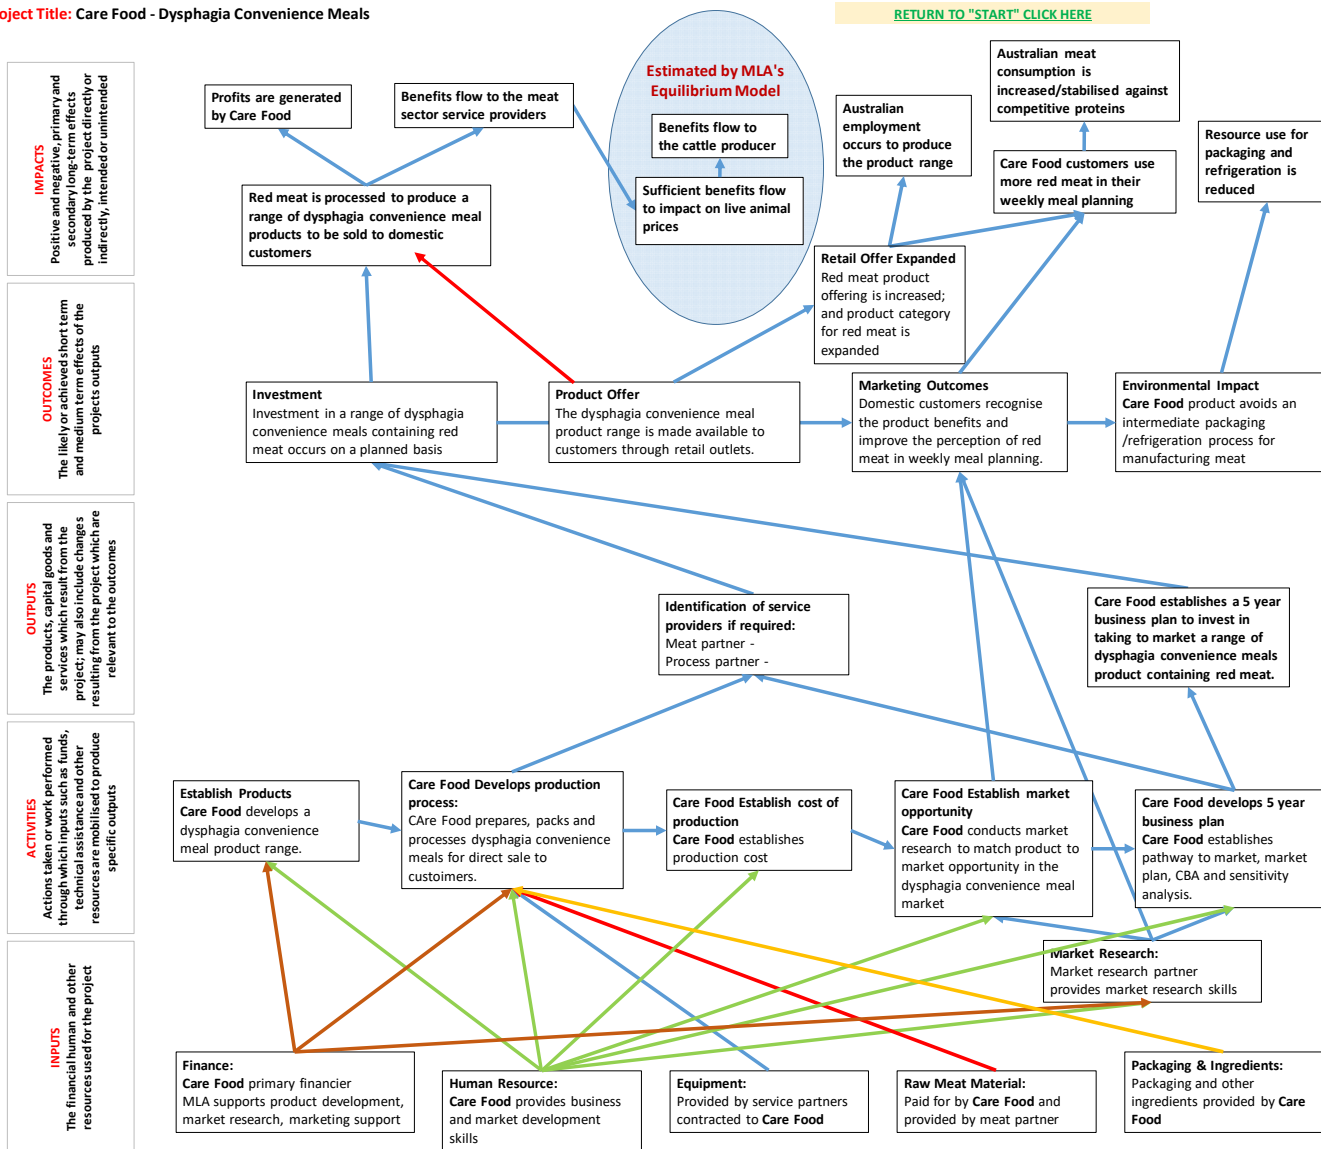 oject Title: Care Food - Dysphagia Convenience Meals
RETURN TO "START" CLICK HERE
IMPACTS
Positive and negative, primary and
secondary long-term effects
produced by the project directly or
indirectly, intended or unintended
Profits are generated
by Care Food
Benefits flow to the meat
sector service providers
Estimated by MLA's
Equilibrium Model
Benefits flow to
the cattle producer
Sufficient benefits flow
to impact on live animal
prices
Australian
employment
occurs to produce
the product range
Australian meat
consumption is
increased/stabilised against
competitive proteins
Care Food customers use
more red meat in their
weekly meal planning
Resource use for
packaging and
refrigeration is
reduced
Red meat is processed to produce a
range of dysphagia convenience meal
products to be sold to domestic
customers
Retail Offer Expanded
Red meat product
offering is increased;
and product category
for red meat is
expanded
OUTCOMES
The likely or achieved short term
and medium term effects of the
projects outputs
Investment
Investment in a range of dysphagia
convenience meals containing red
meat occurs on a planned basis
Product Offer
The dysphagia convenience meal
product range is made available to
customers through retail outlets.
Marketing Outcomes
Domestic customers recognise
the product benefits and
improve the perception of red
meat in weekly meal planning.
Environmental Impact
Care Food product avoids an
intermediate packaging
/refrigeration process for
manufacturing meat
OUTPUTS
The products, capital goods and
services which result from the
project; may also include changes
resulting from the project which are
relevant to the outcomes
Identification of service
providers if required:
Meat partner -
Process partner -
Care Food establishes a 5 year
business plan to invest in
taking to market a range of
dysphagia convenience meals
product containing red meat.
ACTIVITIES
Actions taken or work performed
through which inputs such as funds,
technical assistance and other
resources are mobilised to produce
specific outputs
Establish Products
Care Food develops a
dysphagia convenience
meal product range.
Care Food Develops production
process:
CAre Food prepares, packs and
processes dysphagia convenience
meals for direct sale to
custoimers.
Care Food Establish cost of
production
Care Food establishes
production cost
Care Food Establish market
opportunity
Care Food conducts market
research to match product to
market opportunity in the
dysphagia convenience meal
market
Care Food develops 5 year
business plan
Care Food establishes
pathway to market, market
plan, CBA and sensitivity
analysis.
INPUTS
The financial human and other
resources used for the project
Market Research:
Market research partner
provides market research skills
Finance:
Care Food primary financier
MLA supports product development,
market research, marketing support
Human Resource:
Care Food provides business
and market development
skills
Equipment:
Provided by service partners
contracted to Care Food
Raw Meat Material:
Paid for by Care Food and
provided by meat partner
Packaging & Ingredients:
Packaging and other
ingredients provided by Care
Food